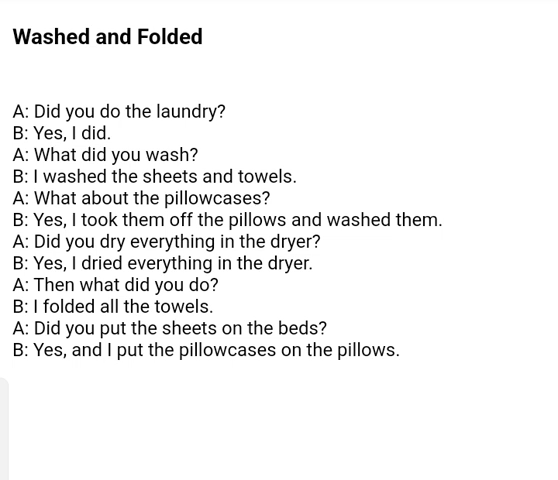 Washed and Folded
A: Did you do the laundry?
B: Yes, I did.
A: What did you wash?
B: I washed the sheets and towels.
A: What about the pillowcases?
B: Yes, I took them off the pillows and washed them.
A: Did you dry everything in the dryer?
B: Yes, I dried everything in the dryer.
A: Then what did you do?
B: I folded all the towels.
A: Did you put the sheets on the beds?
B: Yes, and I put the pillowcases on the pillows.